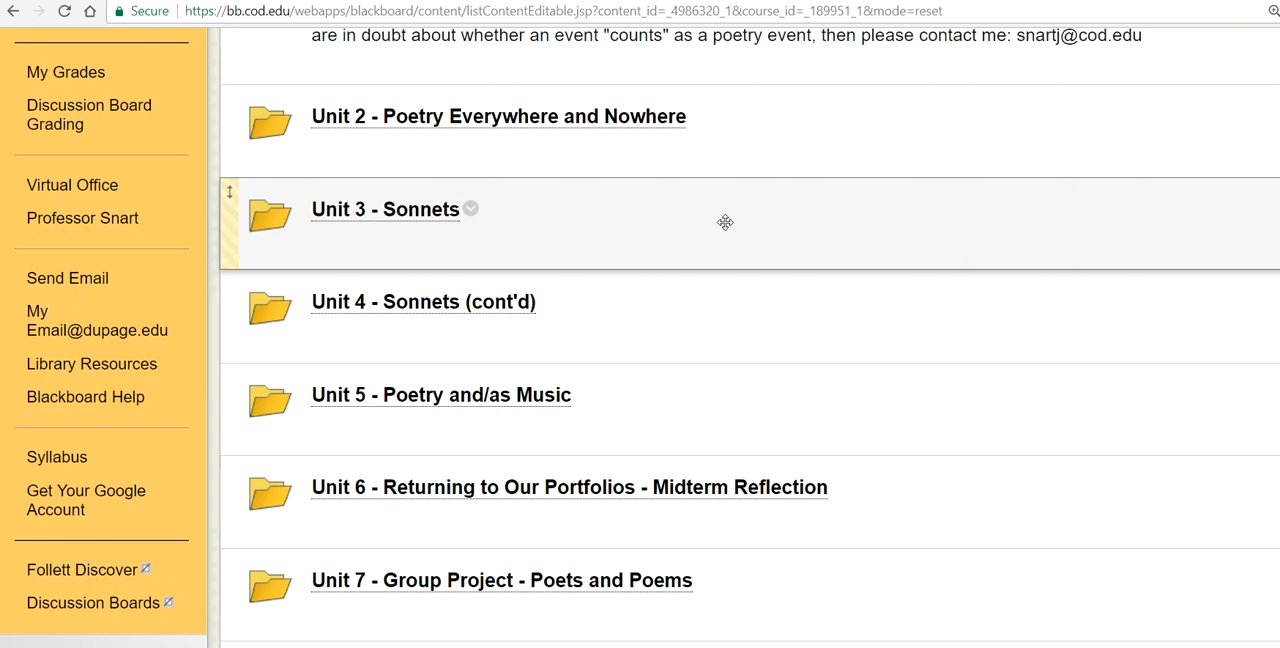 Secure
https://bb.cod.edu/webapps/blackboard/content/listContentEditable.jsp?content_id=_4986320_1&course_id=_189951_1&mode=reset
My Grades
Discussion Board
Grading
Virtual Office
Professor Snart
Send Email
My
Email@dupage.edu
Library Resources
Blackboard Help
Syllabus
Get Your Google
Account
Follett Discover
Discussion Boards
are in doubt about whether an event "counts" as a poetry event, then please contact me: snartj@cod.edu
Unit 2 - Poetry Everywhere and Nowhere
Unit 3 - Sonnets
Unit 4 - Sonnets (cont'd)
Unit 5 - Poetry and/as Music
Unit 6 - Returning to Our Portfolios - Midterm Reflection
Unit 7 - Group Project - Poets and Poems